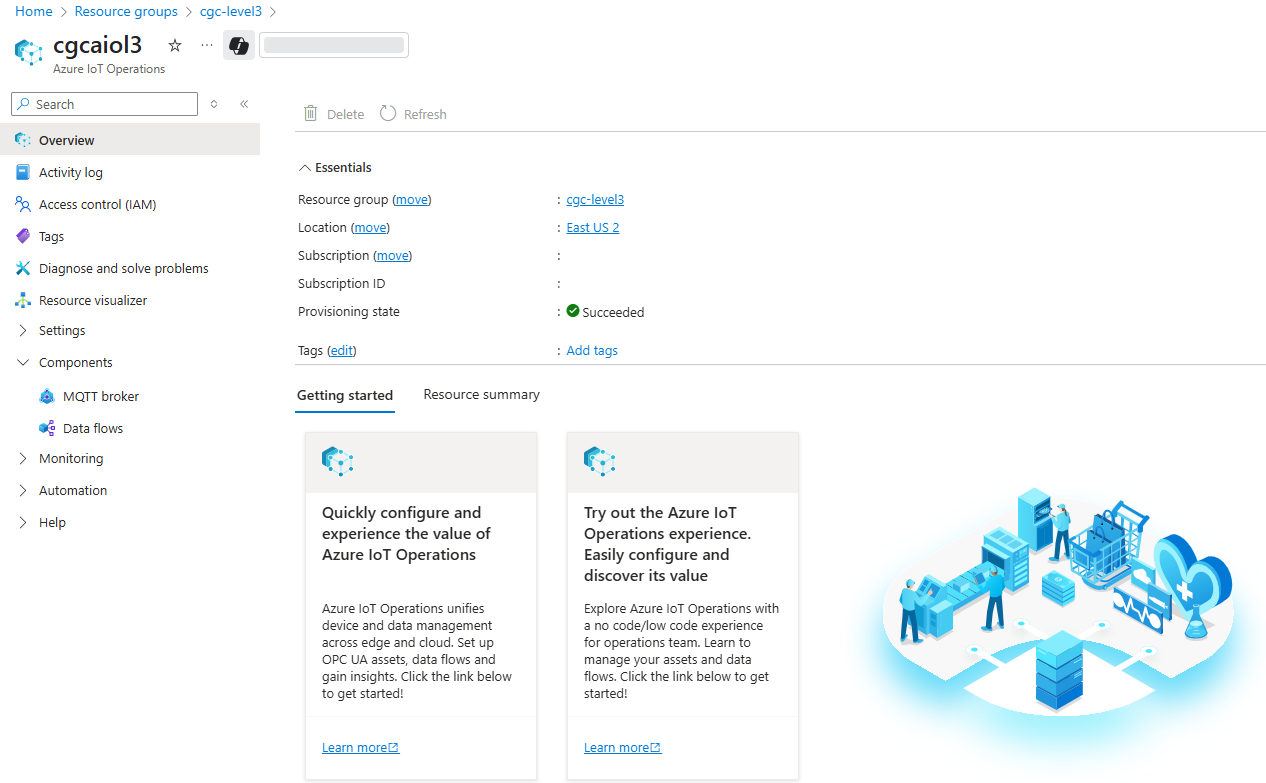 Home > Resource groups > cgc-level3 >
cgcaiol3 ☆ ···
Azure IoT Operations
Search
Overview
Activity log
Access control (IAM)
Tags
Diagnose and solve problems
Resource visualizer
Settings
Components
MQTT broker
Data flows
Monitoring
Automation
Help
Delete Refresh
Essentials
Resource group (move) : cgc-level3
Location (move) : East US 2
Subscription (move) :
Subscription ID :
Provisioning state : Succeeded
Tags (edit) : Add tags
Getting started Resource summary
Quickly configure and
experience the value of
Azure IoT Operations
Azure IoT Operations unifies
device and data management
across edge and cloud. Set up
OPC UA assets, data flows and
gain insights. Click the link below
to get started!
Learn more
Try out the Azure IoT
Operations experience.
Easily configure and
discover its value
Explore Azure IoT Operations with
a no code/low code experience
for operations team. Learn to
manage your assets and data
flows. Click the link below to get
started!
Learn more